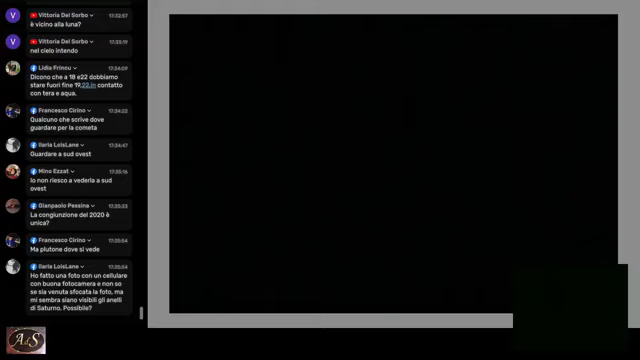 V
Vittoria Del Sorbo
17:32:57
è vicino alla luna?
V
Vittoria Del Sorbo
17:33:19
nel cielo intendo
Lidia Frincu
17:34:09
Dicono che a 18 e22 dobbiamo
stare fuori fine 19.22.in contatto
con tera e aqua.
Francesco Cirino
17:34:22
Qualcuno che scrive dove
guardare per la cometa
Ilaria LoisLane
17:34:47
Guardare a sud ovest
Mino Ezzat
17:35:16
Io non riesco a vederla a sud
ovest
Gianpaolo Pessina
17:35:33
La congiunzione del 2020 è
unica?
Francesco Cirino
17:35:54
Ma plutone dove si vede
Ilaria LoisLane
17:35:54
Ho fatto una foto con un cellulare
con buona fotocamera e non so
se sia venuta sfocata la foto, ma
mi sembra siano visibili gli anelli
di Saturno. Possibile?
AdS